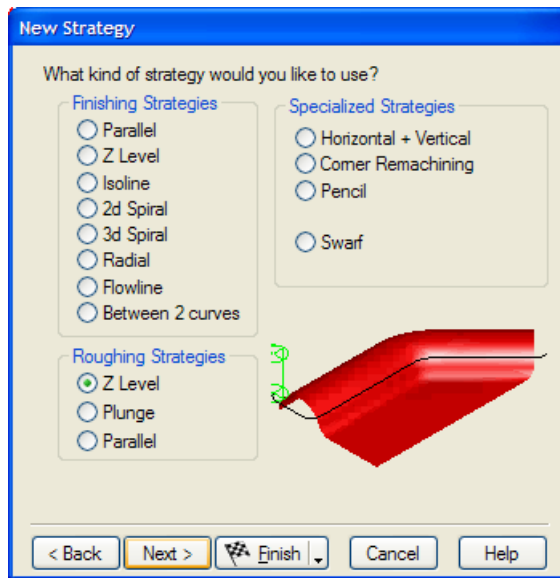 New Strategy
What kind of strategy would you like to use?
Finishing Strategies
Parallel
Z Level
Isoline
2d Spiral
3d Spiral
Radial
Flowline
Between 2 curves
Specialized Strategies
Horizontal + Vertical
Corner Remachining
Pencil
Swarf
Roughing Strategies
Z Level
Plunge
Parallel
< Back
Next >
Finish
Cancel
Help